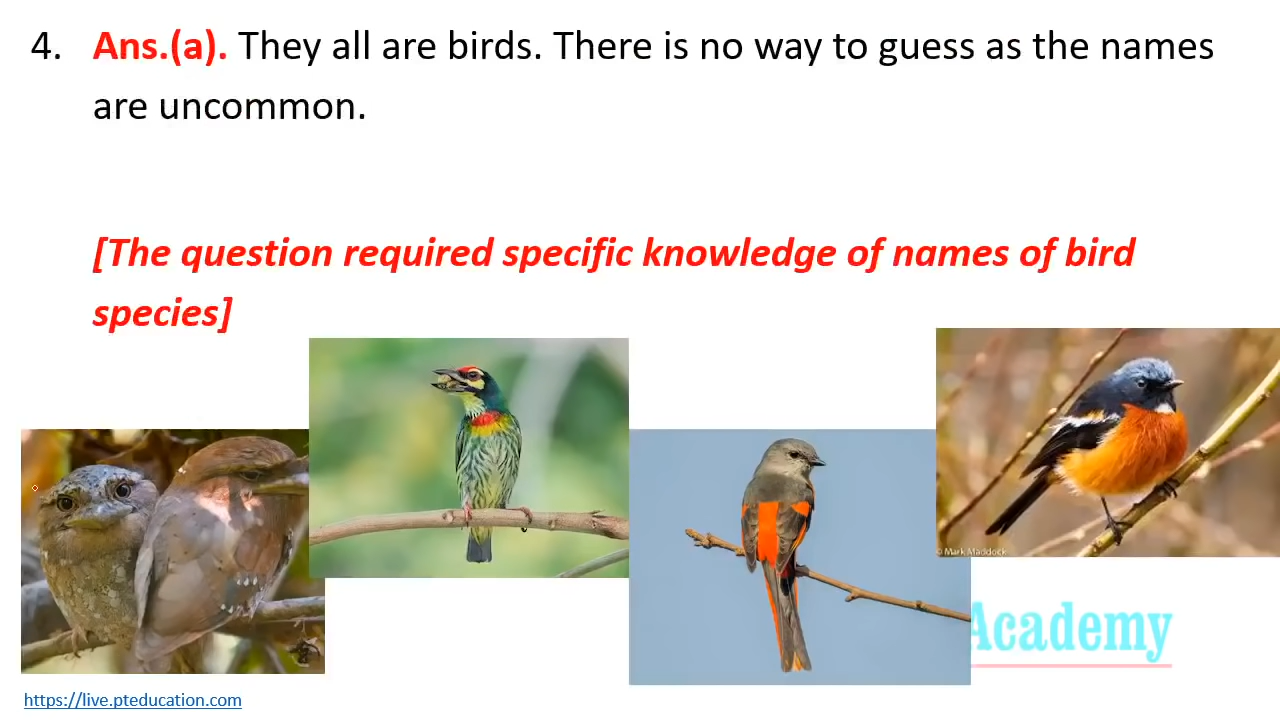 4. Ans.(a). They all are birds. There is no way to guess as the names
are uncommon.
[The question required specific knowledge of names of bird
species]
© Mark Maddock
Academy
https://live.pteducation.com